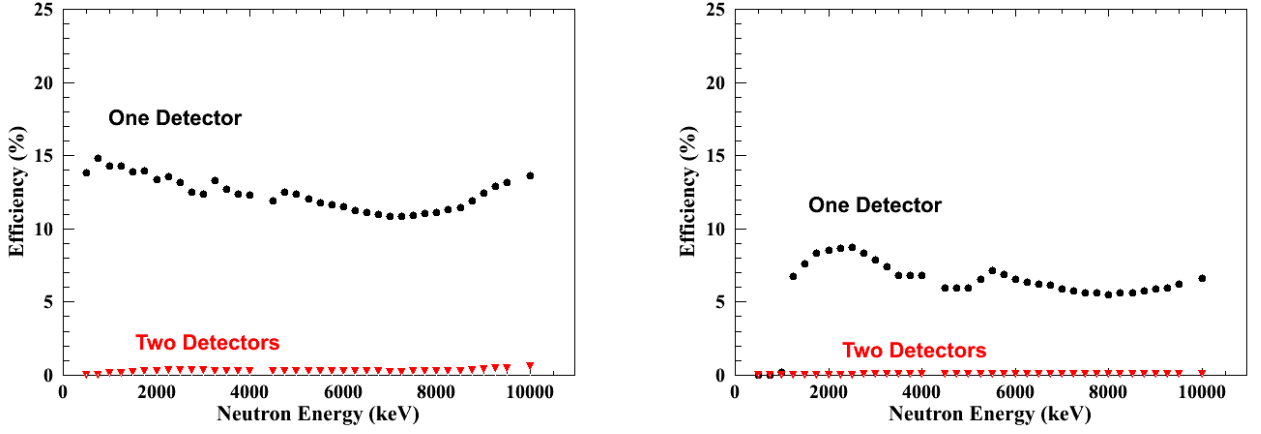 25
20
15
10
5
0
Efficiency (%)
One Detector
Two Detectors
0 2000 4000 6000 8000 10000
Neutron Energy (keV)
25
20
15
10
5
0
Efficiency (%)
One Detector
Two Detectors
0 2000 4000 6000 8000 10000
Neutron Energy (keV)